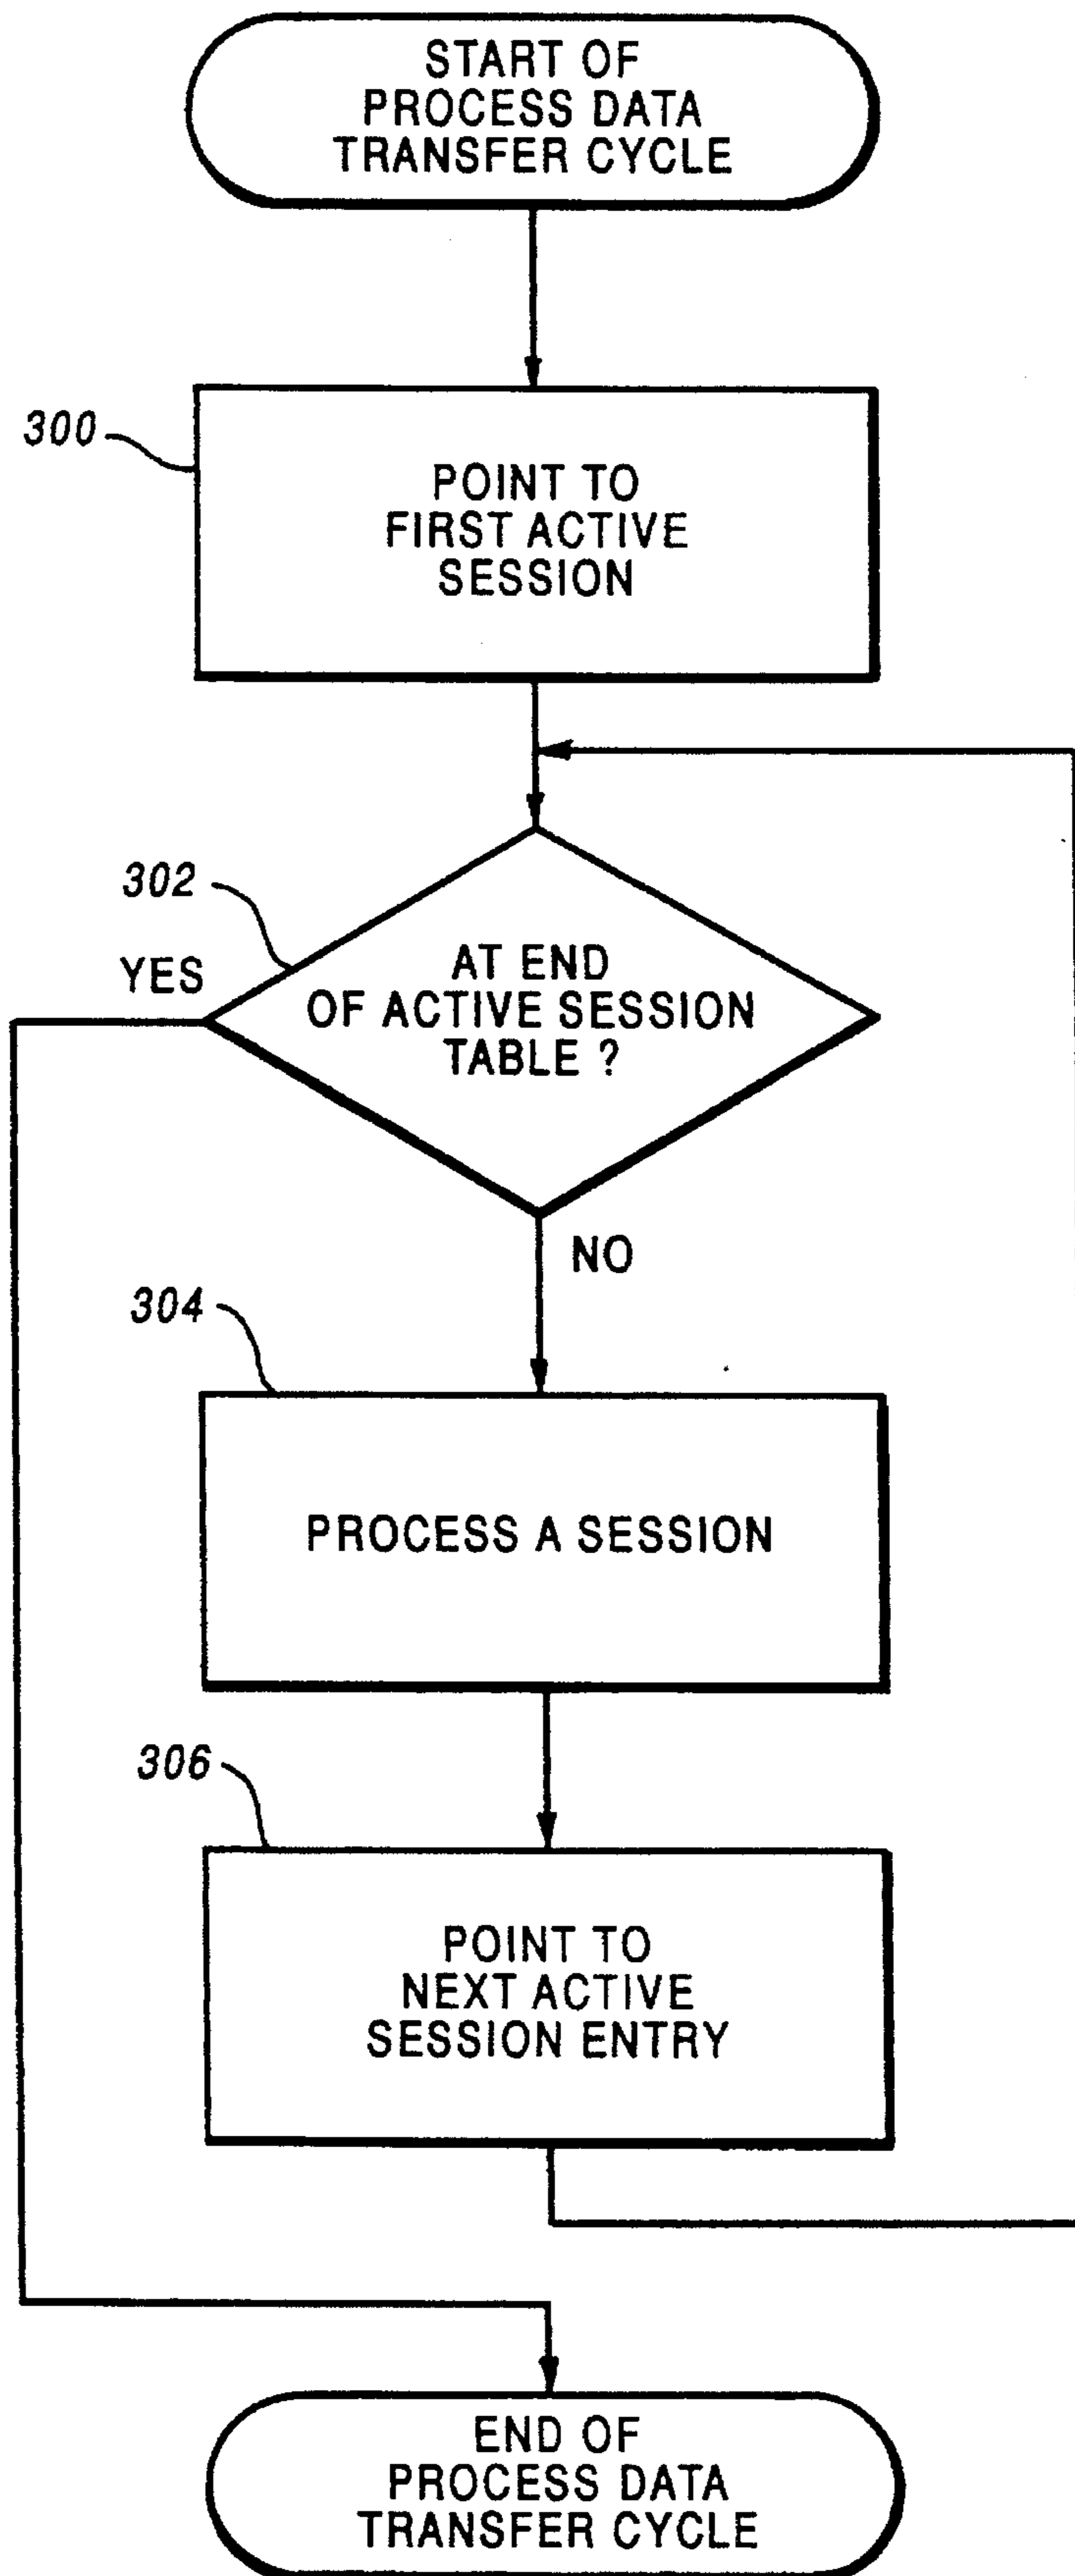 START OF
PROCESS DATA
TRANSFER CYCLE
300
POINT TO
FIRST ACTIVE
SESSION
302
YES
AT END
OF ACTIVE SESSION
TABLE ?
NO
304
PROCESS A SESSION
306
POINT TO
NEXT ACTIVE
SESSION ENTRY
END OF
PROCESS DATA
TRANSFER CYCLE